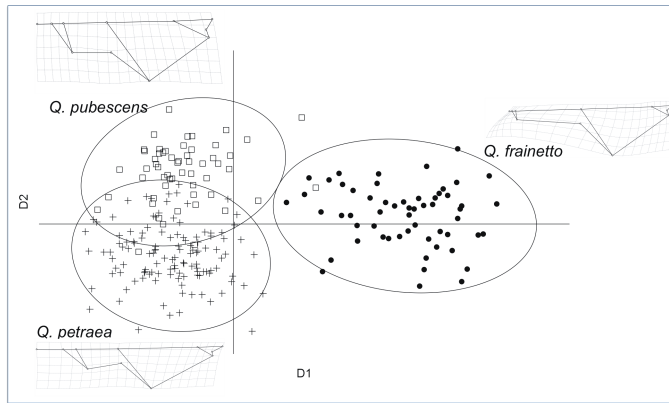 Q. pubescens
Q. frainetto
D2
Q. petraea
D1